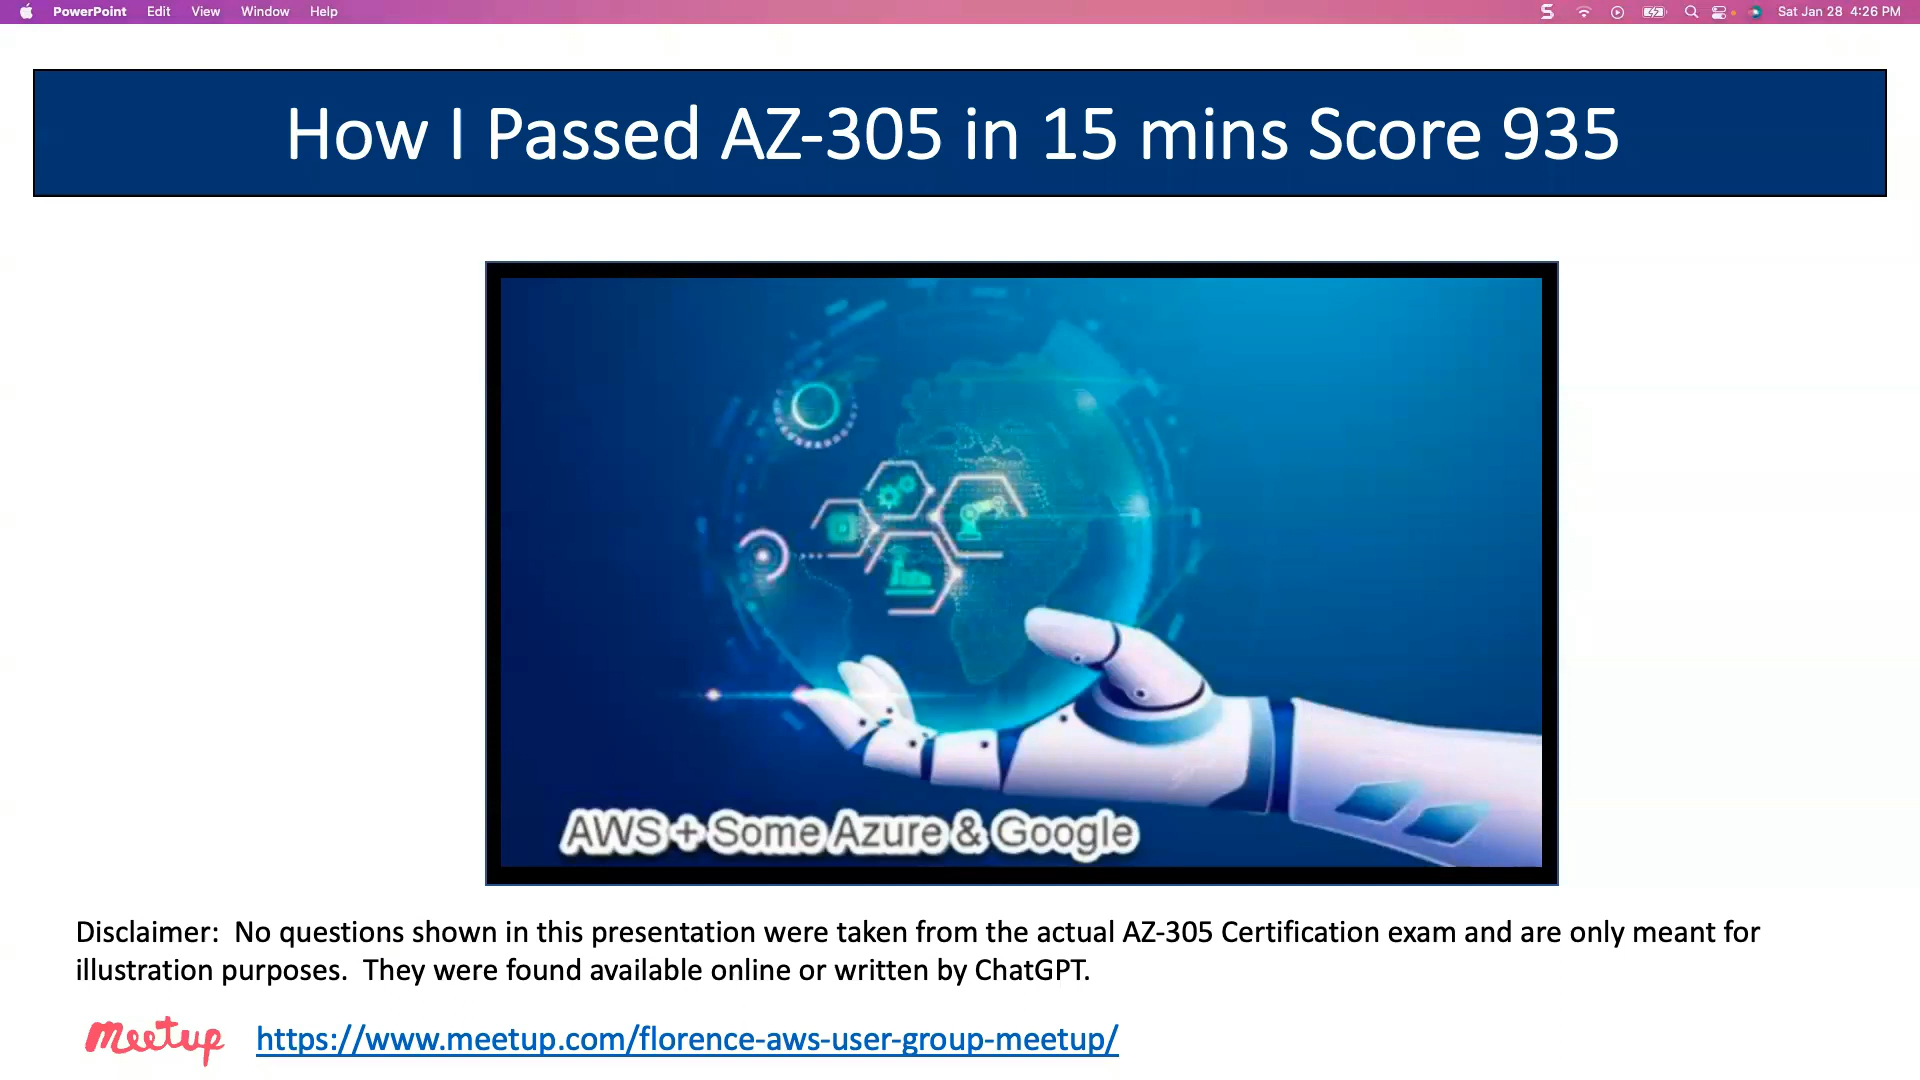 PowerPoint Edit View Window Help Sat Jan 28 4:26 PM
How I Passed AZ-305 in 15 mins Score 935
AWS + Some Azure & Google
Disclaimer: No questions shown in this presentation were taken from the actual AZ-305 Certification exam and are only meant for
illustration purposes. They were found available online or written by ChatGPT.
meetup https://www.meetup.com/florence-aws-user-group-meetup/